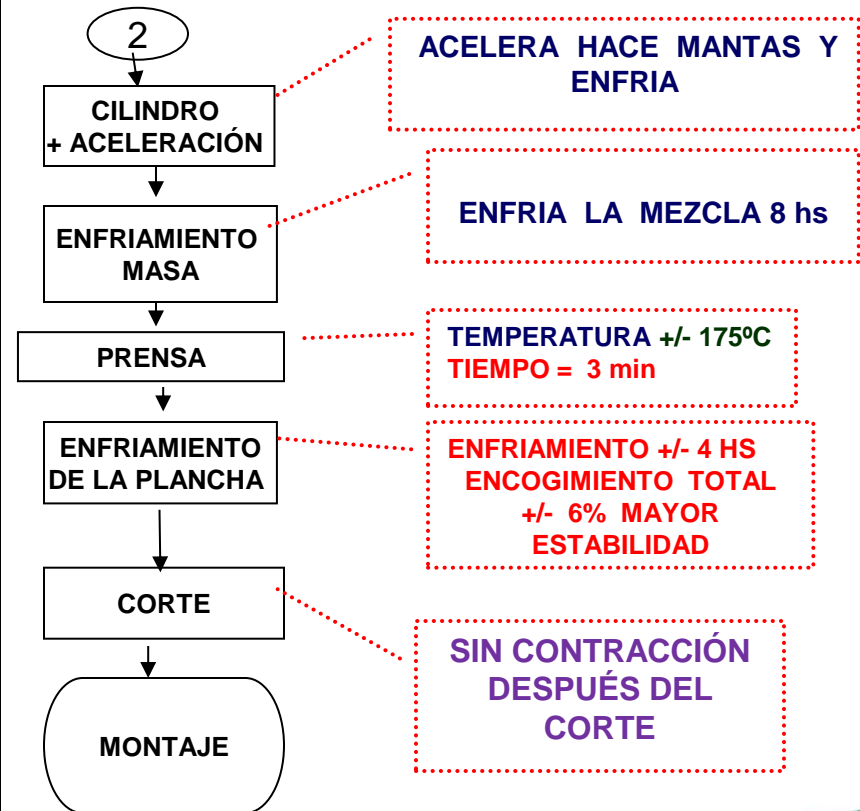 2
ACELERA HACE MANTAS Y
ENFRIA
CILINDRO
+ ACELERACIÓN
ENFRIAMIENTO
MASA
ENFRIA LA MEZCLA 8 hs
PRENSA
TEMPERATURA +/- 175ºC
TIEMPO = 3 min
ENFRIAMIENTO
DE LA PLANCHA
ENFRIAMIENTO +/- 4 HS
ENCOGIMIENTO TOTAL
+/- 6% MAYOR
ESTABILIDAD
CORTE
SIN CONTRACCIÓN
DESPUÉS DEL
CORTE
MONTAJE